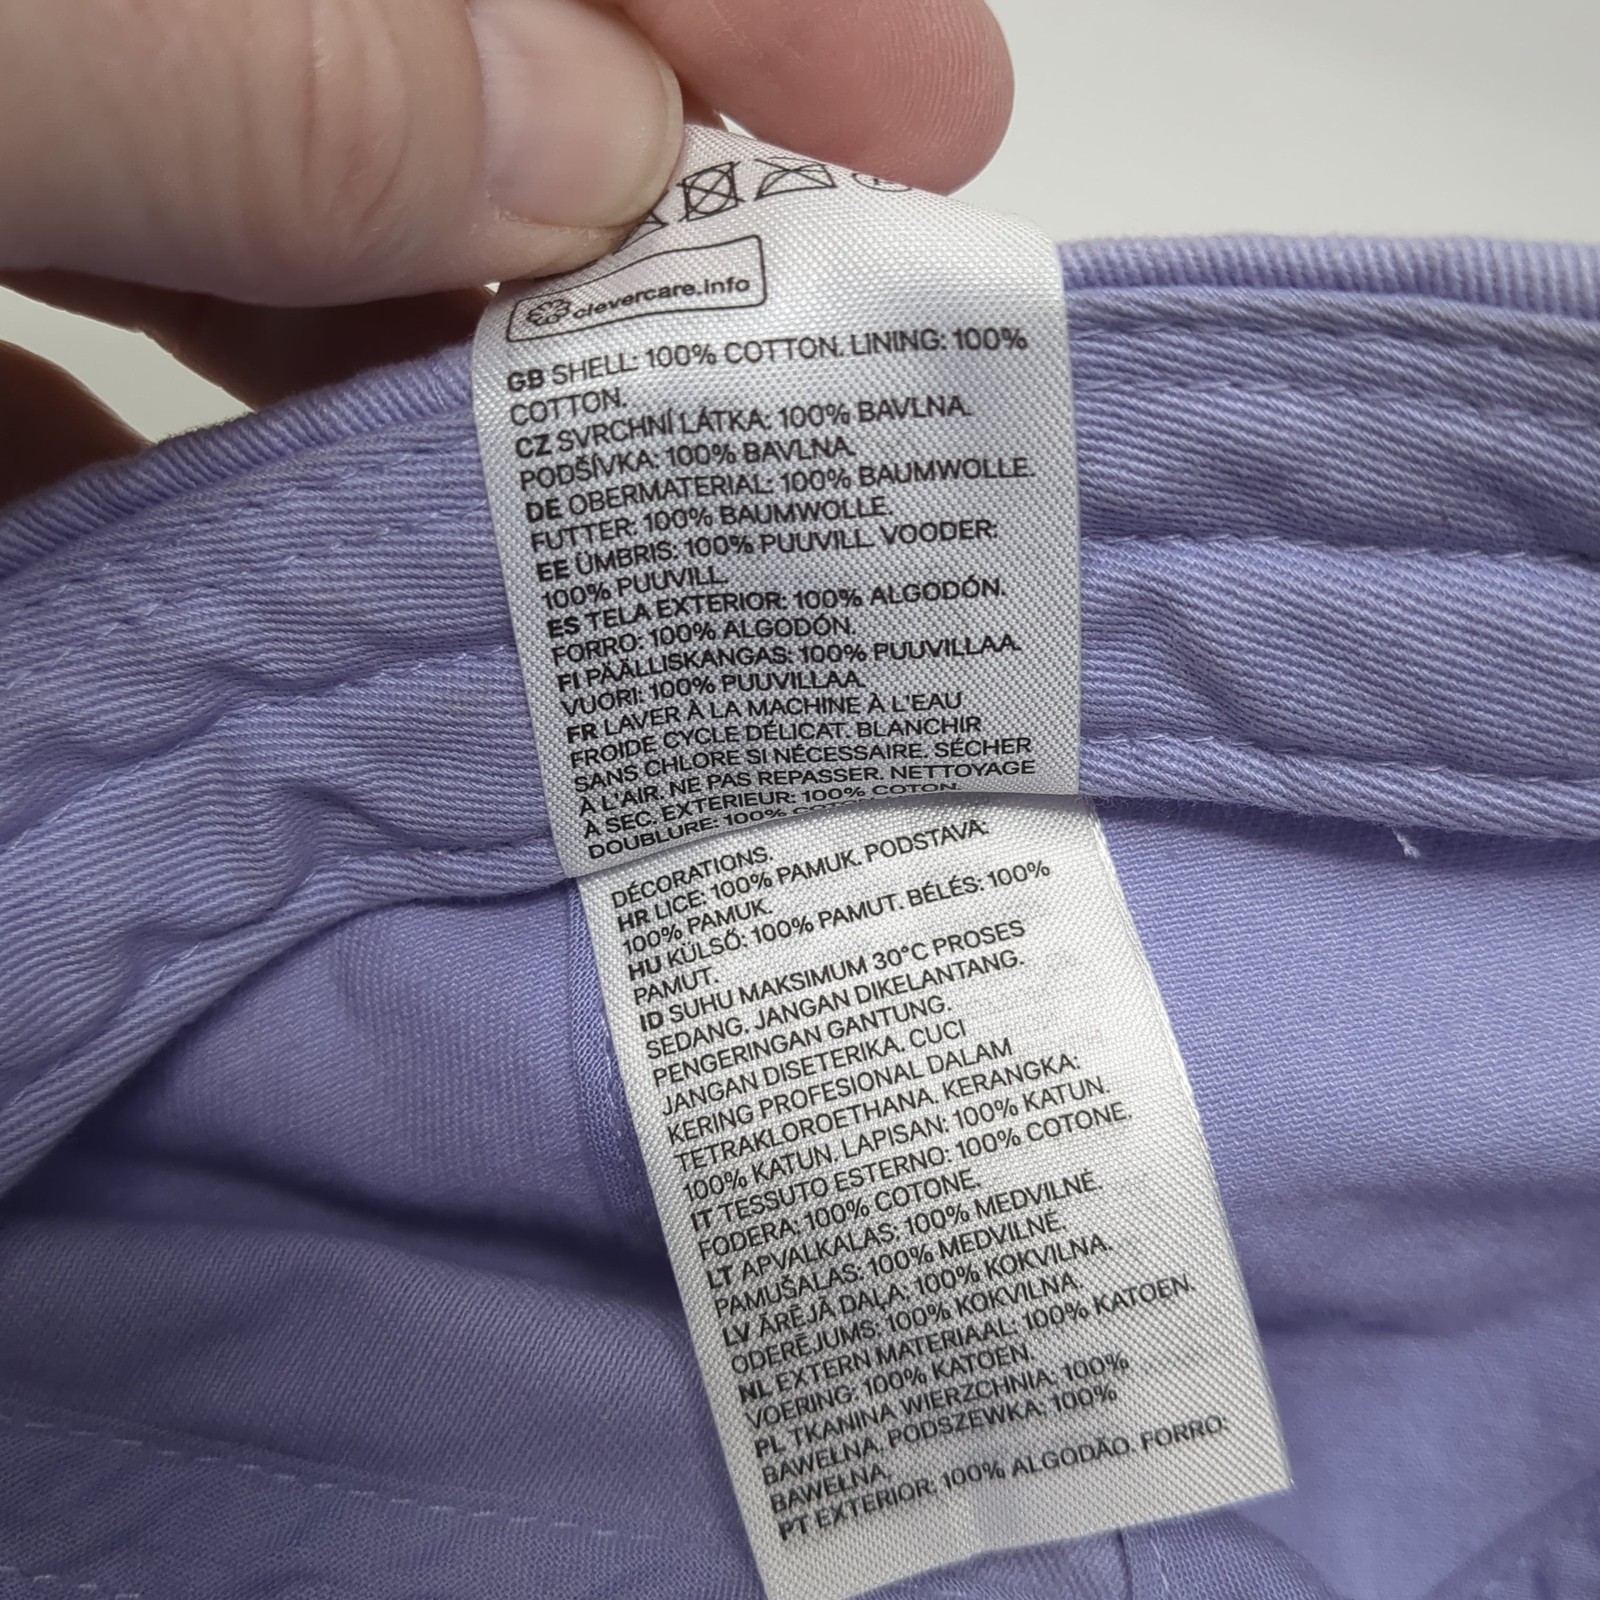 clevercare.info
GB SHELL: 100% COTTON. LINING: 100%
COTTON.
CZ SVRCHNÍ LÁTKA: 100% BAVLNA.
PODŠÍVKA: 100% BAVLNA.
DE OBERMATERIAL: 100% BAUMWOLLE.
FUTTER: 100% BAUMWOLLE.
EE ÜMBRIS: 100% PUUVILL. VOODER:
100% PUUVILL.
ES TELA EXTERIOR: 100% ALGODÓN.
FORRO: 100% ALGODÓN.
FI PÄÄLLISKANGAS: 100% PUUVILLAA.
VUORI: 100% PUUVILLAA.
FR LAVER À LA MACHINE À L'EAU
FROIDE CYCLE DÉLICAT. BLANCHIR
SANS CHLORE SI NÉCESSAIRE. SÉCHER
À L'AIR. NE PAS REPASSER. NETTOYAGE
À SEC. EXTERIEUR: 100% COTON.
DOUBLURE: 100% COTON
DÉCORATIONS.
HR LICE: 100% PAMUK. PODSTAVA:
100% PAMUK.
HU KÜLSŐ: 100% PAMUT. BÉLÉS: 100%
PAMUT.
ID SUHU MAKSIMUM 30°C PROSES
SEDANG. JANGAN DIKELANTANG.
PENGERINGAN GANTUNG.
JANGAN DISETERIKA. CUCI
KERING PROFESIONAL DALAM
TETRAKLOROETHANA. KERANGKA:
100% KATUN. LAPISAN: 100% KATUN.
IT TESSUTO ESTERNO: 100% COTONE.
FODERA: 100% COTONE.
LT APVALKALAS: 100% MEDVILNĖ.
PAMUŠALAS: 100% MEDVILNĖ.
LV ĀRĒJĀ DAĻA: 100% KOKVILNA.
ODERĒJUMS: 100% KOKVILNA.
NL EXTERN MATERIAAL: 100% KATOEN.
VOERING: 100% KATOEN.
PL TKANINA WIERZCHNIA: 100%
BAWEŁNA. PODSZEWKA: 100%
BAWEŁNA.
PT EXTERIOR: 100% ALGODÃO. FORRO: